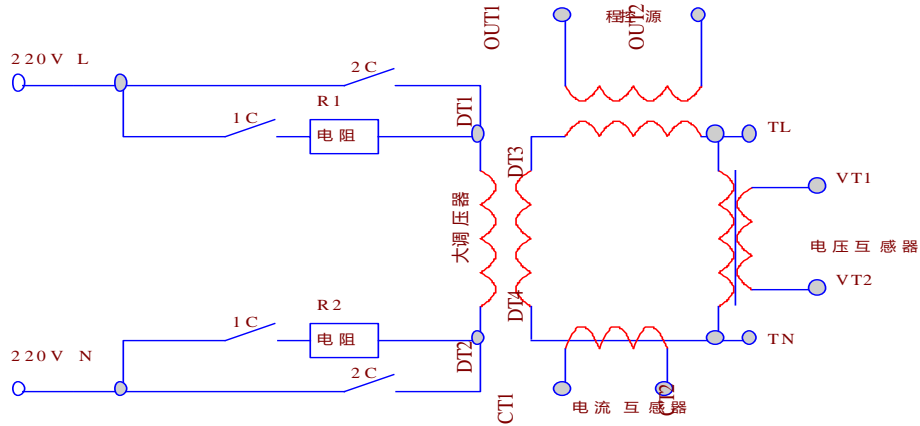 OUT1
程控 源
OUT2
220V L
2C
R1
1C
电阻
DT1
TL
DT3
VT1
大调 压器
电 压 互 感 器
VT2
DT4
R2
1C
电阻
TN
DT2
220V N
2C
CT1
电 流 互 感 器
CT2